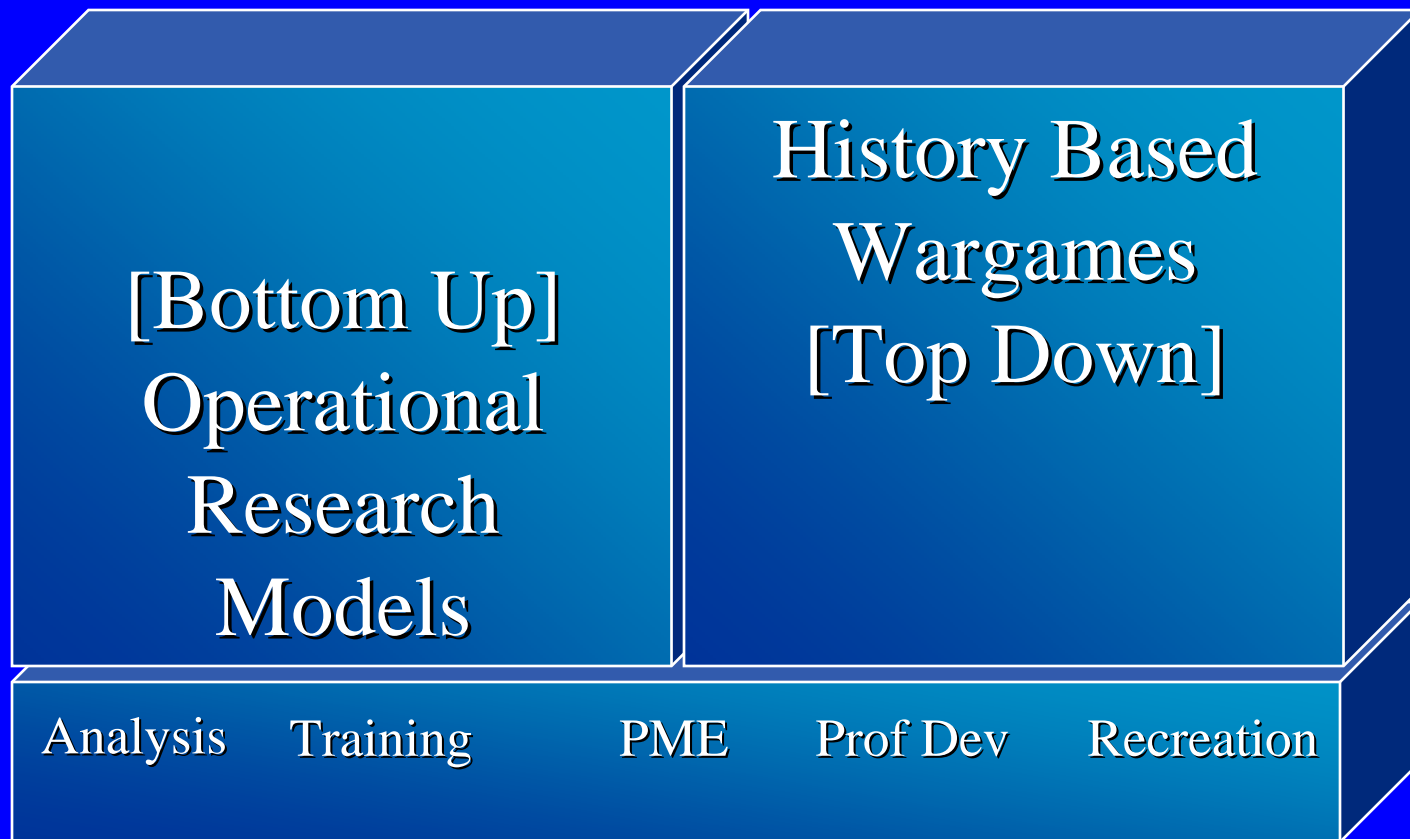 [Bottom Up]
Operational
Research
Models
History Based
Wargames
[Top Down]
Analysis Training PME Prof Dev Recreation